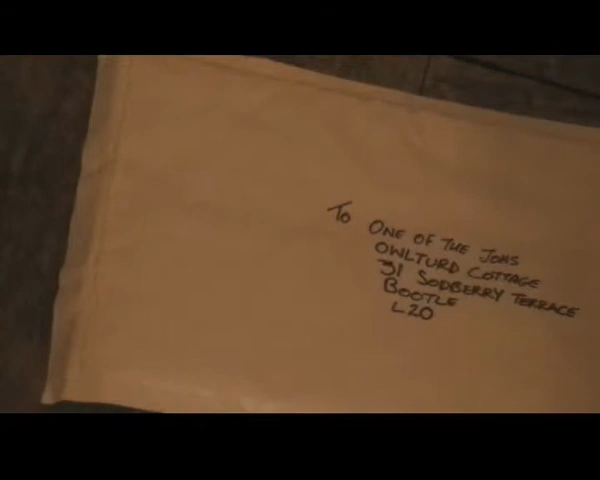 To ONE OF THE JONS
OWLTURD COTTAGE
31 SODBERRY TERRACE
BOOTLE
L20